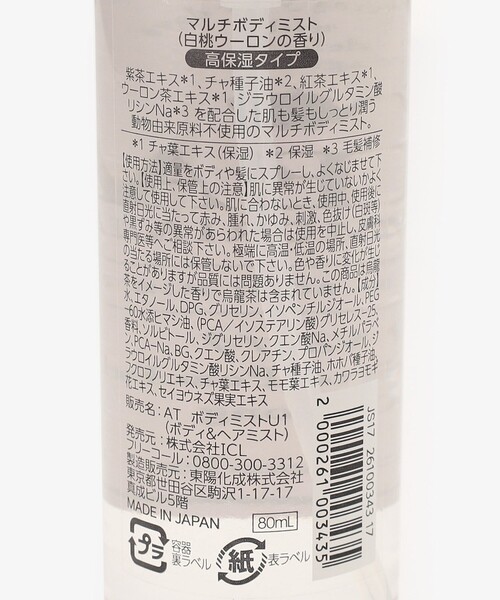 マルチボディミスト
(白桃ウーロンの香り)
高保湿タイプ
紫茶エキス*1、チャ種子油*2、紅茶エキス*1、
ウーロン茶エキス*1、ジラウロイルグルタミン酸
リシンNa*3 を配合した肌も髪もしっとり潤う
動物由来原料不使用のマルチボディミスト。
*1 チャ葉エキス(保湿) *2 保湿 *3 毛髪補修
【使用方法】適量をボディや髪にスプレーし、よくなじませて下
さい。【使用上、保管上の注意】肌に異常が生じていないかよく
注意して使用して下さい。肌に合わないとき、使用中、使用後に
直射日光に当たって赤み、腫れ、かゆみ、刺激、色抜け(白斑等)
や黒ずみ等の異常があらわれた場合は使用を中止し、皮膚科
専門医等へご相談下さい。極端に高温・低温の場所、直射日光
の当たる場所には保管しないで下さい。色や香りに変化が生じ
ることがありますが品質には問題ありません。この商品は烏龍
茶をイメージした香りで烏龍茶は含まれていません。【成分】
水、エタノール、DPG、グリセリン、イソペンチルジオール、PEG
-60水添ヒマシ油、(PCA/イソステアリン酸)グリセレス-25、
香料、ソルビトール、ジグリセリン、クエン酸Na、メチルパラベ
ン、PCA-Na、BG、クエン酸、クレアチン、プロパンジオール、ジ
ラウロイルグルタミン酸リシンNa、チャ種子油、ホホバ種子油、
フクロフノリエキス、チャ葉エキス、モモ葉エキス、カワラヨモギ
花エキス、セイヨウネズ果実エキス
販売名:AT ボディミストU1
(ボディ&ヘアミスト)
発売元:株式会社ICL
フリーコール:0800-300-3312
製造販売元:東陽化成株式会社
東京都世田谷区駒沢1-17-17
真成ビル5階
MADE IN JAPAN
80mL
プラ
容器
裏ラベル
紙
表ラベル
JS17 26100343 17
2000261003435